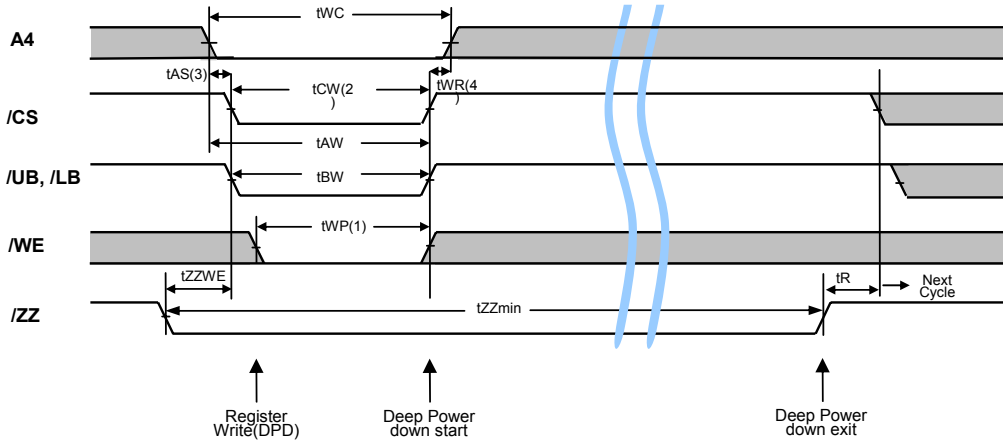 tWC
A4
tAS(3)
tCW(2
)
tWR(4
)
/CS
tAW
/UB, /LB
tBW
/WE
tWP(1)
tZZWE
tR
Next
Cycle
/ZZ
tZZmin
Register
Write(DPD)
Deep Power
down start
Deep Power
down exit